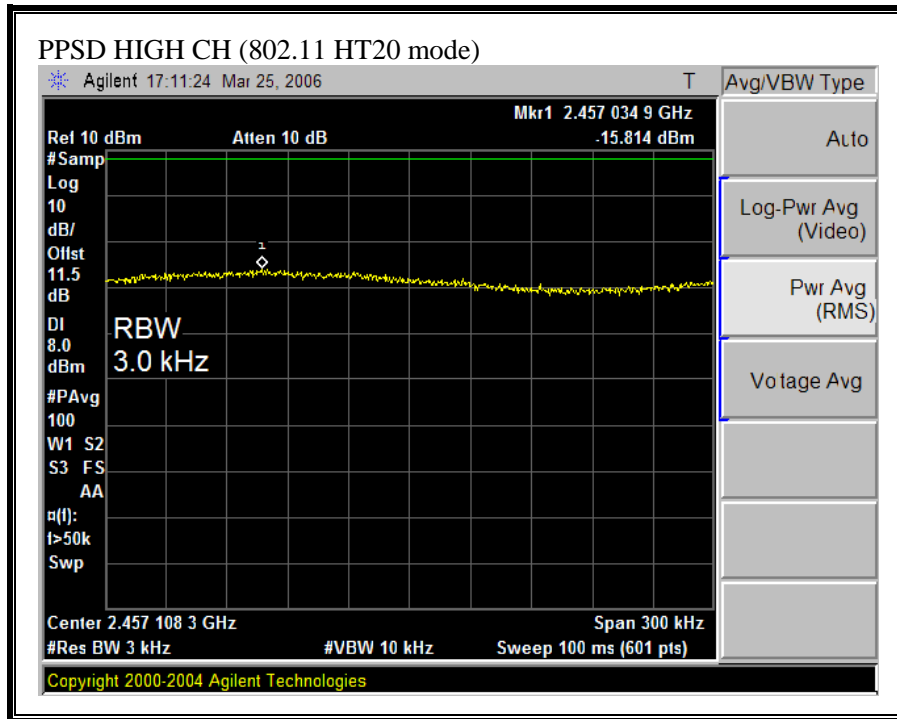 PPSD HIGH CH (802.11 HT20 mode)
Agilent 17:11:24 Mar 25, 2006 T
Mkr1 2.457 034 9 GHz
Ref 10 dBm Atten 10 dB -15.814 dBm
#Samp
Log
10
dB/
Offst
11.5
dB
DI
8.0
dBm
#PAvg
100
W1 S2
S3 FS
AA
¤(f):
f>50k
Swp
1
RBW
3.0 kHz
Center 2.457 108 3 GHz Span 300 kHz
#Res BW 3 kHz #VBW 10 kHz Sweep 100 ms (601 pts)
Copyright 2000-2004 Agilent Technologies
Avg/VBW Type
Auto
Log-Pwr Avg
(Video)
Pwr Avg
(RMS)
Vo tage Avg